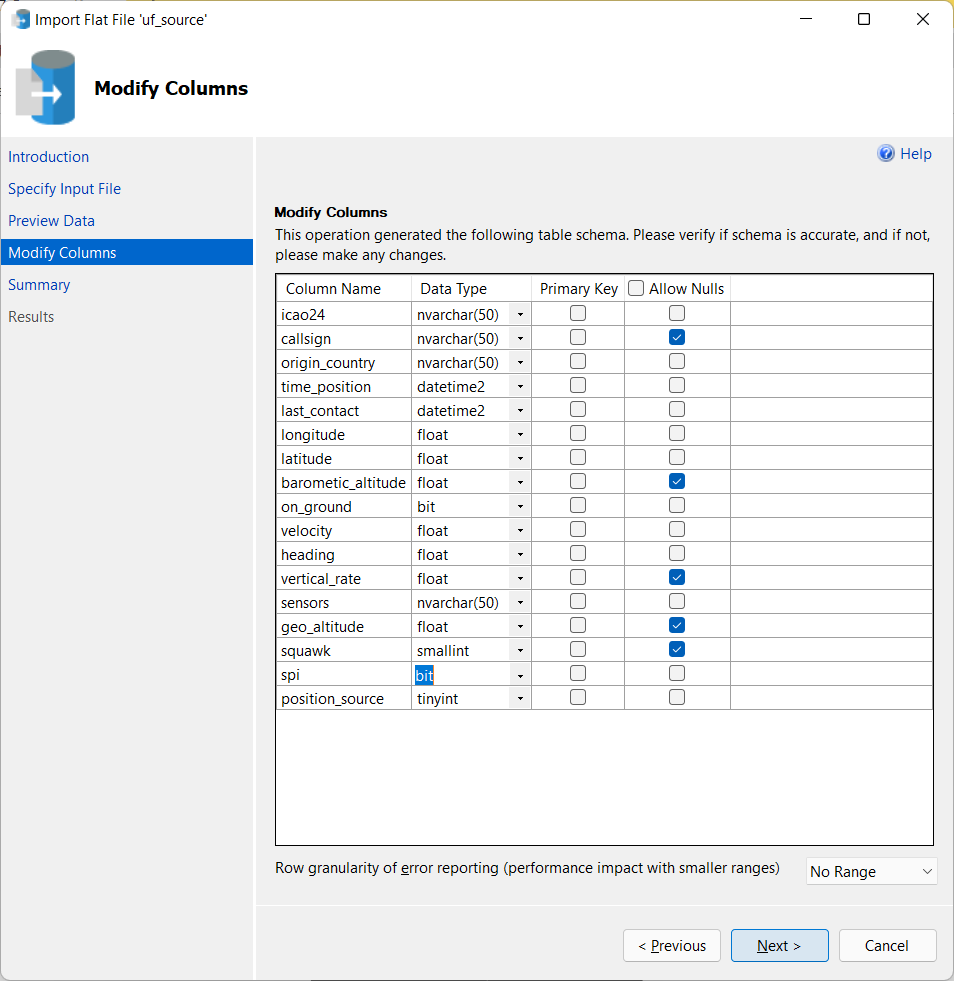 Import Flat File 'uf_source'
Modify Columns
Introduction
Specify Input File
Preview Data
Modify Columns
Summary
Results
Help
Modify Columns
This operation generated the following table schema. Please verify if schema is accurate, and if not,
please make any changes.
Column Name Data Type Primary Key Allow Nulls
icao24 nvarchar(50)
callsign nvarchar(50)
origin_country nvarchar(50)
time_position datetime2
last_contact datetime2
longitude float
latitude float
barometic_altitude float
on_ground bit
velocity float
heading float
vertical_rate float
sensors nvarchar(50)
geo_altitude float
squawk smallint
spi bit
position_source tinyint
Row granularity of error reporting (performance impact with smaller ranges) No Range
< Previous Next > Cancel